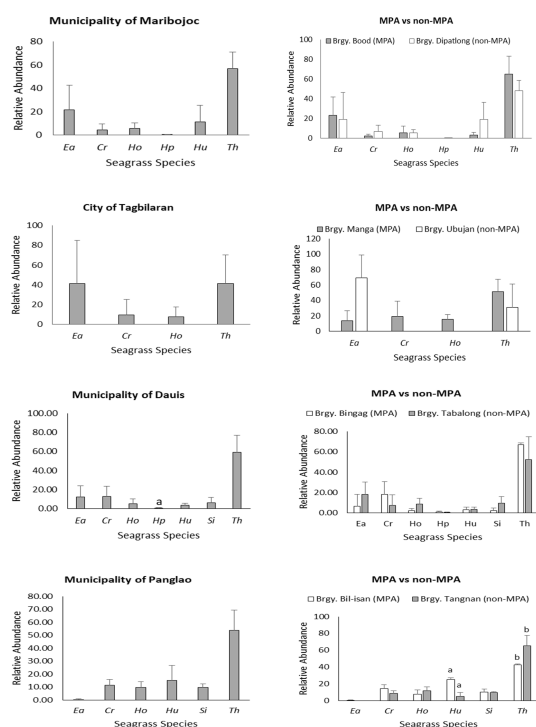 Municipality of Maribojoc
Relative Abundance
80
60
40
20
0
Ea Cr Ho Hp Hu Th
Seagrass Species
MPA vs non-MPA
Brgy. Bood (MPA) Brgy. Dipatlong (non-MPA)
Relative Abundance
100
80
60
40
20
0
Ea Cr Ho Hp Hu Th
Seagrass Species
City of Tagbilaran
Relative Abundance
100
80
60
40
20
0
Ea Cr Ho Th
Seagrass Species
MPA vs non-MPA
Brgy. Manga (MPA) Brgy. Ubujan (non-MPA)
Relative Abundance
120
100
80
60
40
20
0
Ea Cr Ho Th
Seagrass Species
Municipality of Dauis
Relative Abundance
100.00
80.00
60.00
40.00
20.00
0.00
a
Ea Cr Ho Hp Hu Si Th
Seagrass Species
MPA vs non-MPA
Brgy. Bingag (MPA) Brgy. Tabalong (non-MPA)
Relative Abundance
80.00
60.00
40.00
20.00
0.00
Ea Cr Ho Hp Hu Si Th
Seagrass Species
Municipality of Panglao
Relative Abundance
80.00
70.00
60.00
50.00
40.00
30.00
20.00
10.00
0.00
Ea Cr Ho Hu Si Th
Seagrass Species
MPA vs non-MPA
Brgy. Bil-isan (MPA) Brgy. Tangnan (non-MPA)
Relative Abundance
100
80
60
40
20
0
a
a
b
b
Ea Cr Ho Hu Si Th
Seagrass Species